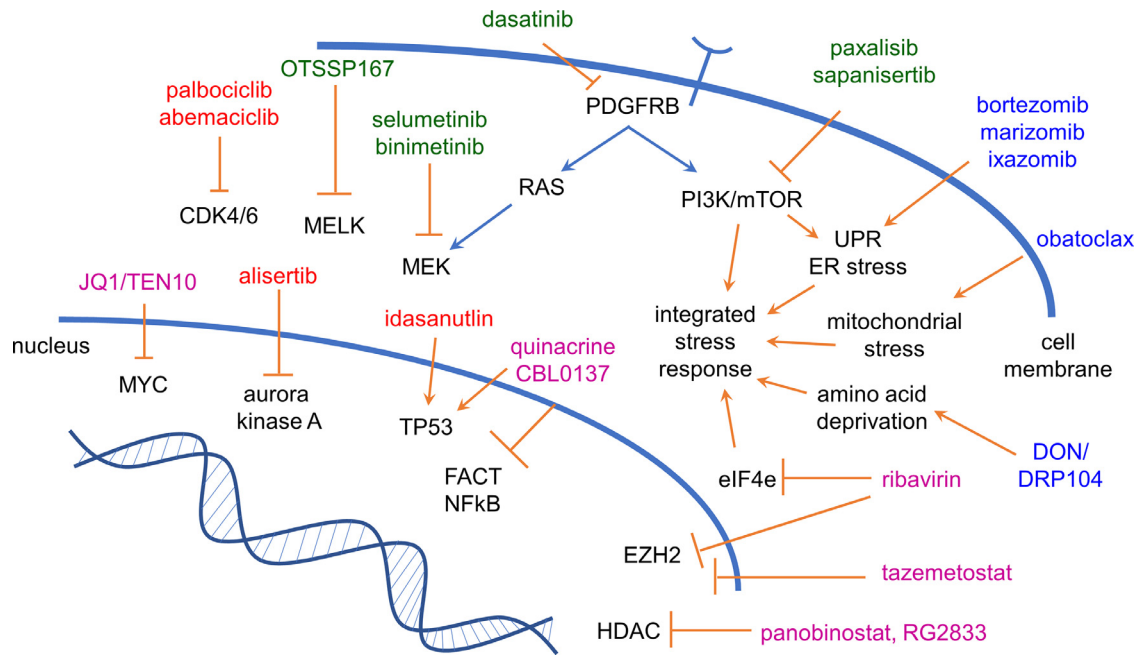 dasatinib
paxalisib
sapanisertib
OTSSP167
palbociclib
abemaciclib
PDGFRB
selumetinib
binimetinib
bortezomib
marizomib
ixazomib
RAS
PI3K/mTOR
CDK4/6
MELK
UPR
ER stress
obatoclax
MEK
JQ1/TEN10
alisertib
idasanutlin
integrated
stress
response
mitochondrial
stress
cell
membrane
nucleus
quinacrine
CBL0137
MYC
aurora
kinase A
amino acid
deprivation
TP53
DON/
DRP104
FACT
NFkB
eIF4e
ribavirin
EZH2
tazemetostat
HDAC
panobinostat, RG2833